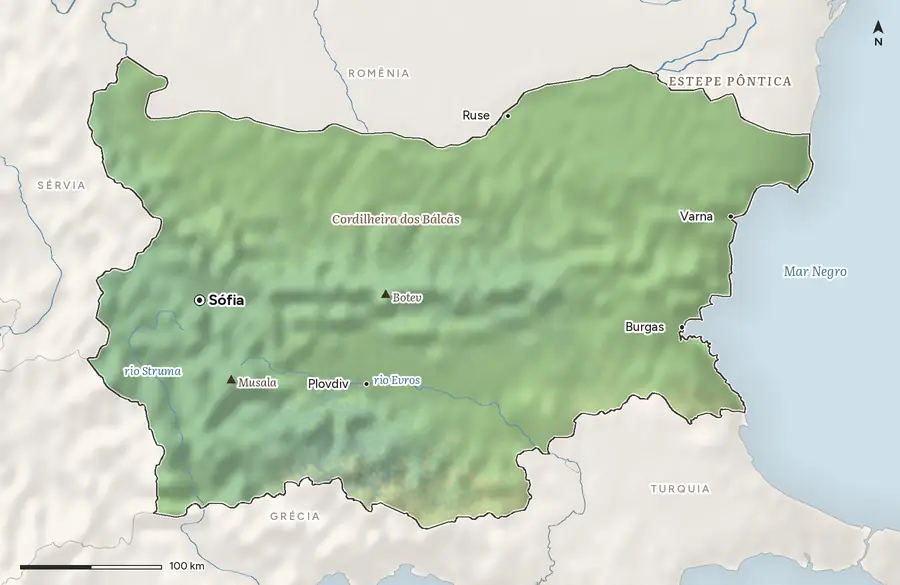 N
ROMÊNIA
ESTEPE PÔNTICA
Ruse
SÉRVIA
Varna
Cordilheira dos Bálcãs
Mar Negro
Botev
Sófia
Burgas
rio Struma
Musala
Plovdiv
rio Evros
TURQUIA
GRÉCIA
100 km